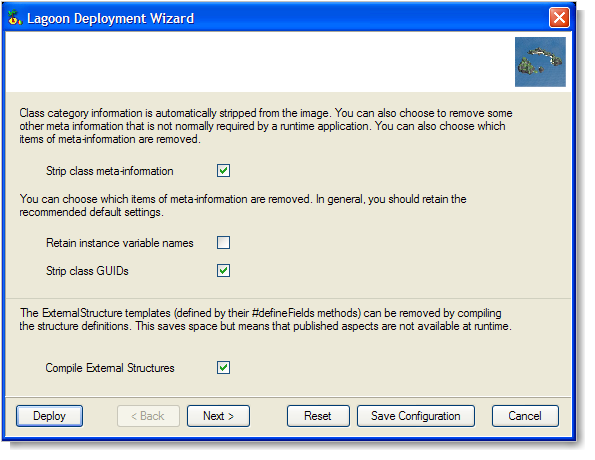 Lagoon Deployment Wizard
Class category information is automatically stripped from the image. You can also choose to remove some
other meta information that is not normally required by a runtime application. You can also choose which
items of meta-information are removed.
Strip class meta-information
You can choose which items of meta-information are removed. In general, you should retain the
recommended default settings.
Retain instance variable names
Strip class GUIDs
The ExternalStructure templates (defined by their #defineFields methods) can be removed by compiling
the structure definitions. This saves space but means that published aspects are not available at runtime.
Compile External Structures
Deploy < Back Next > Reset Save Configuration Cancel